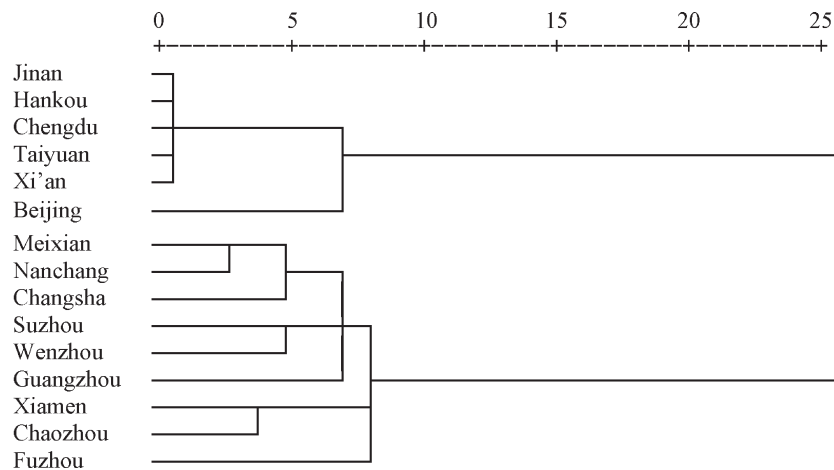 0 5 10 15 20 25
Jinan
Hankou
Chengdu
Taiyuan
Xi’an
Beijing
Meixian
Nanchang
Changsha
Suzhou
Wenzhou
Guangzhou
Xiamen
Chaozhou
Fuzhou